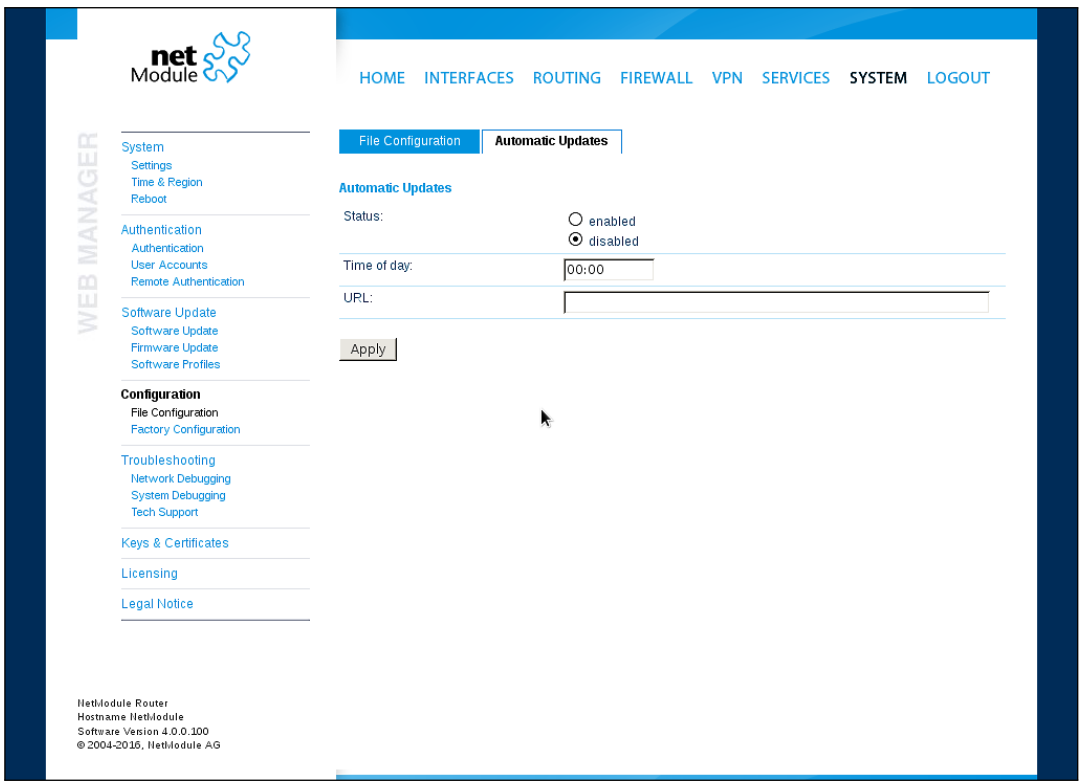 net
Module
HOME INTERFACES ROUTING FIREWALL VPN SERVICES SYSTEM LOGOUT
WEB MANAGER
System
Settings
Time & Region
Reboot
Authentication
Authentication
User Accounts
Remote Authentication
Software Update
Software Update
Firmware Update
Software Profiles
Configuration
File Configuration
Factory Configuration
Troubleshooting
Network Debugging
System Debugging
Tech Support
Keys & Certificates
Licensing
Legal Notice
File Configuration Automatic Updates
Automatic Updates
Status:
enabled
disabled
Time of day: 00:00
URL:
Apply
NetModule Router
Hostname NetModule
Software Version 4.0.0.100
© 2004-2016, NetModule AG